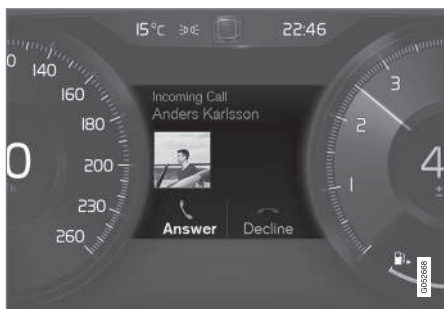 15°C 22:46
0 140 160 180 200 230 260
0
Incoming Call
Anders Karlsson
Answer Decline
3
2
1
4
±
G052668